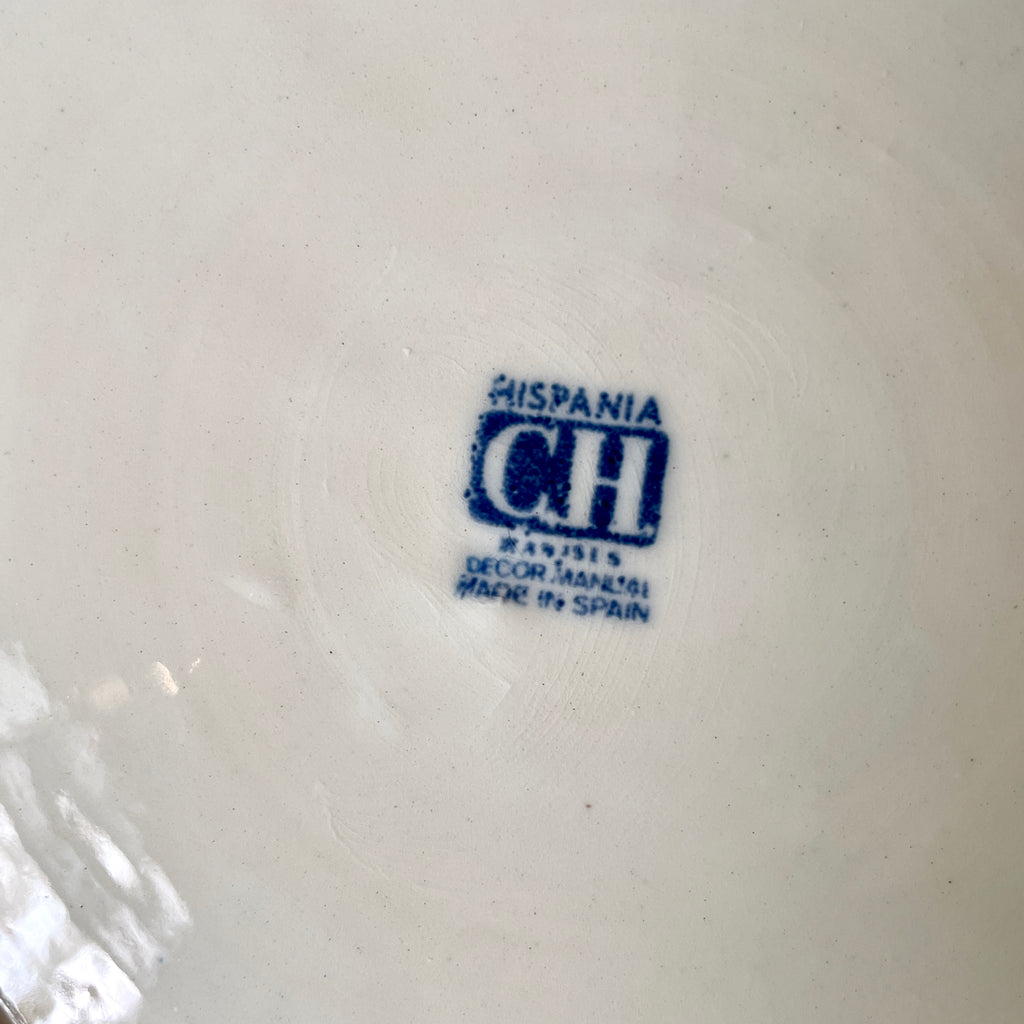 HISPANIA
CH
DECOR. MANUAL
MADE IN SPAIN